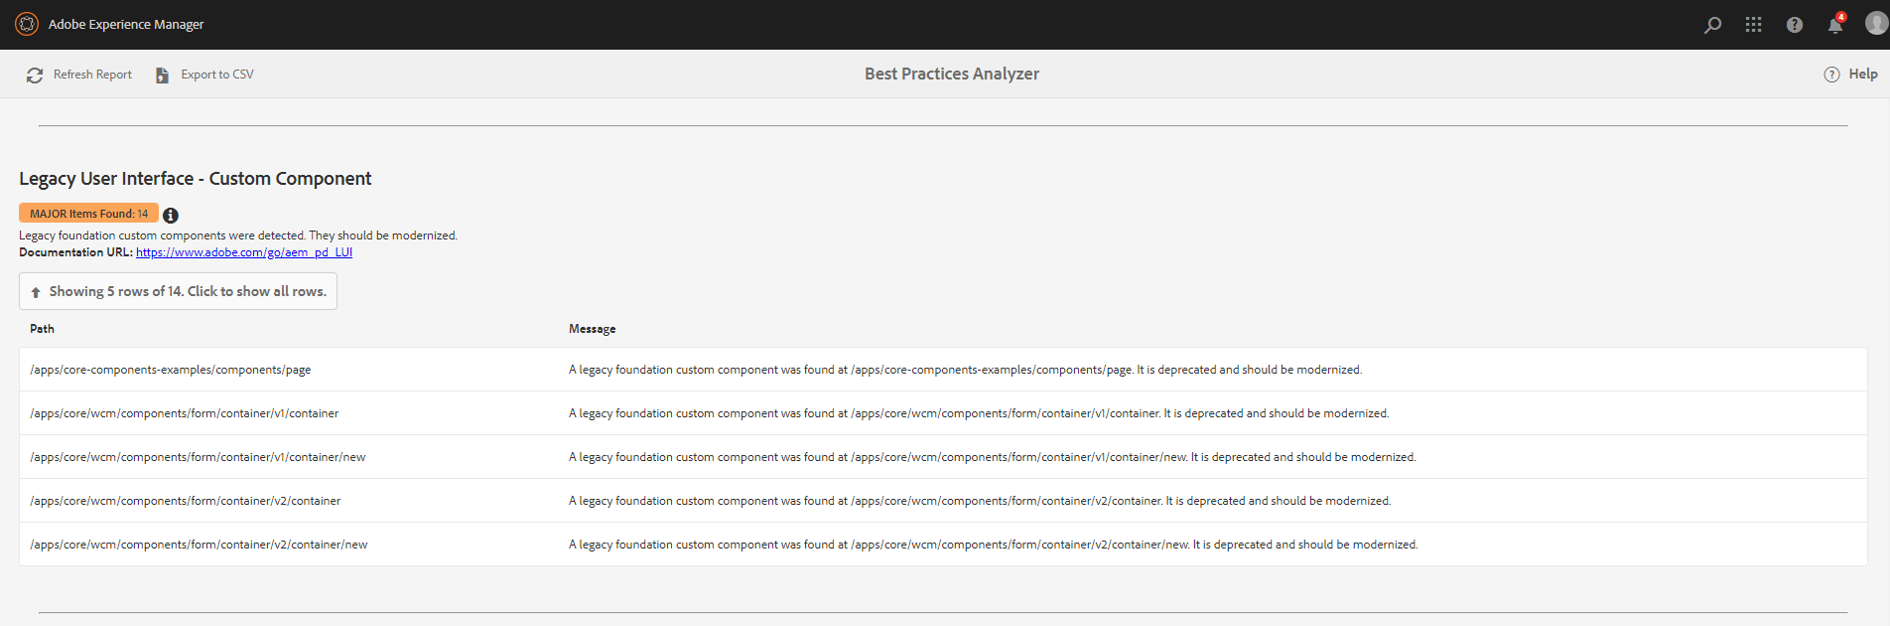 Adobe Experience Manager
4
Refresh Report
Export to CSV
Best Practices Analyzer
Help
Legacy User Interface - Custom Component
MAJOR Items Found: 14
Legacy foundation custom components were detected. They should be modernized.
Documentation URL: https://www.adobe.com/go/aem_pd_LUI
Showing 5 rows of 14. Click to show all rows.
Path Message
/apps/core-components-examples/components/page A legacy foundation custom component was found at /apps/core-components-examples/components/page. It is deprecated and should be modernized.
/apps/core/wcm/components/form/container/v1/container A legacy foundation custom component was found at /apps/core/wcm/components/form/container/v1/container. It is deprecated and should be modernized.
/apps/core/wcm/components/form/container/v1/container/new A legacy foundation custom component was found at /apps/core/wcm/components/form/container/v1/container/new. It is deprecated and should be modernized.
/apps/core/wcm/components/form/container/v2/container A legacy foundation custom component was found at /apps/core/wcm/components/form/container/v2/container. It is deprecated and should be modernized.
/apps/core/wcm/components/form/container/v2/container/new A legacy foundation custom component was found at /apps/core/wcm/components/form/container/v2/container/new. It is deprecated and should be modernized.